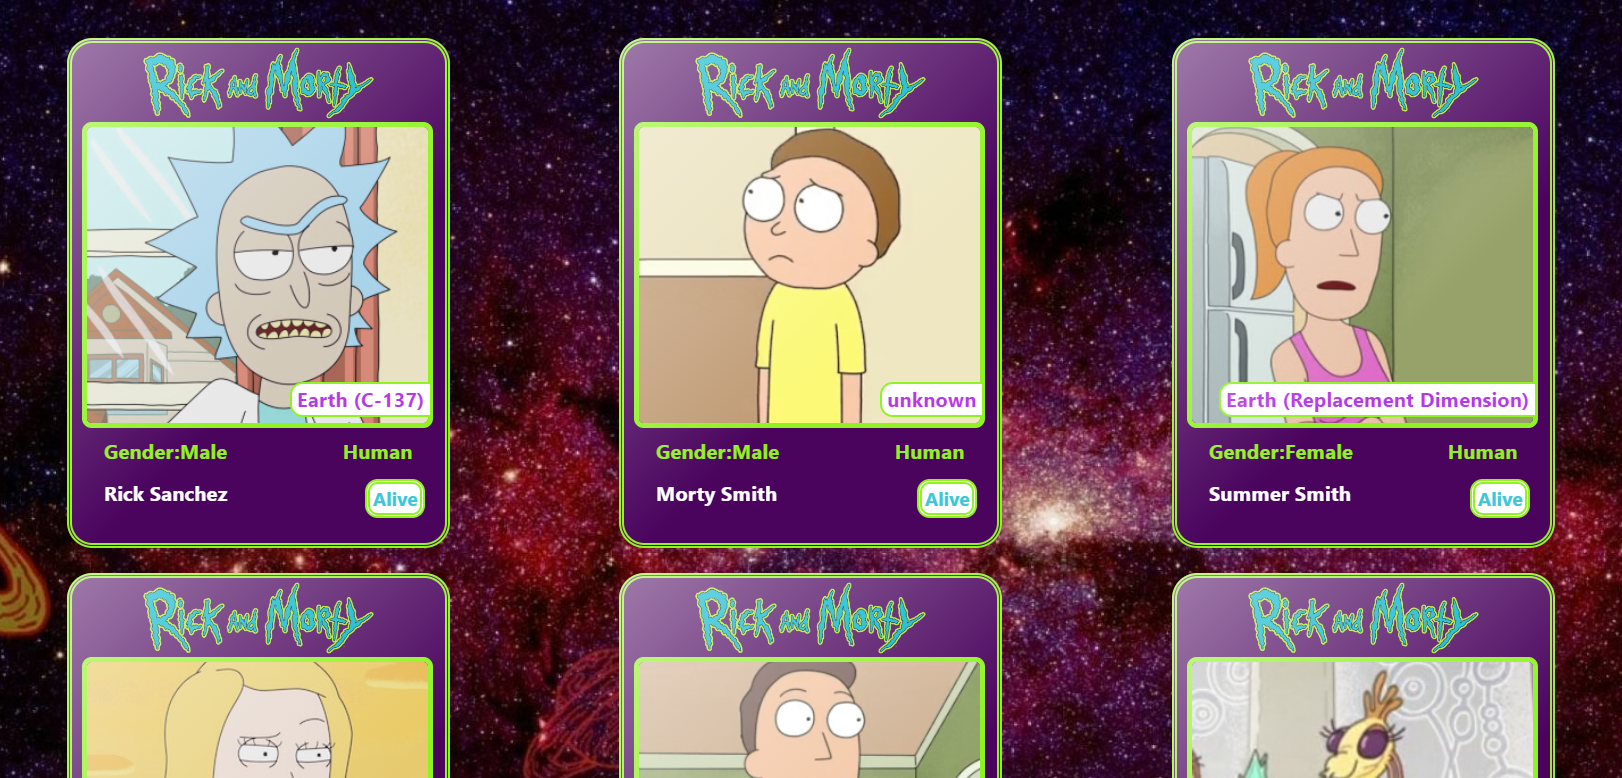 Rick and Morty
Rick and Morty
Rick and Morty
Earth (C-137)
unknown
Earth (Replacement Dimension)
Gender:Male
Human
Gender:Male
Human
Gender:Female
Human
Rick Sanchez
Alive
Morty Smith
Alive
Summer Smith
Alive
Rick and Morty
Rick and Morty
Rick and Morty